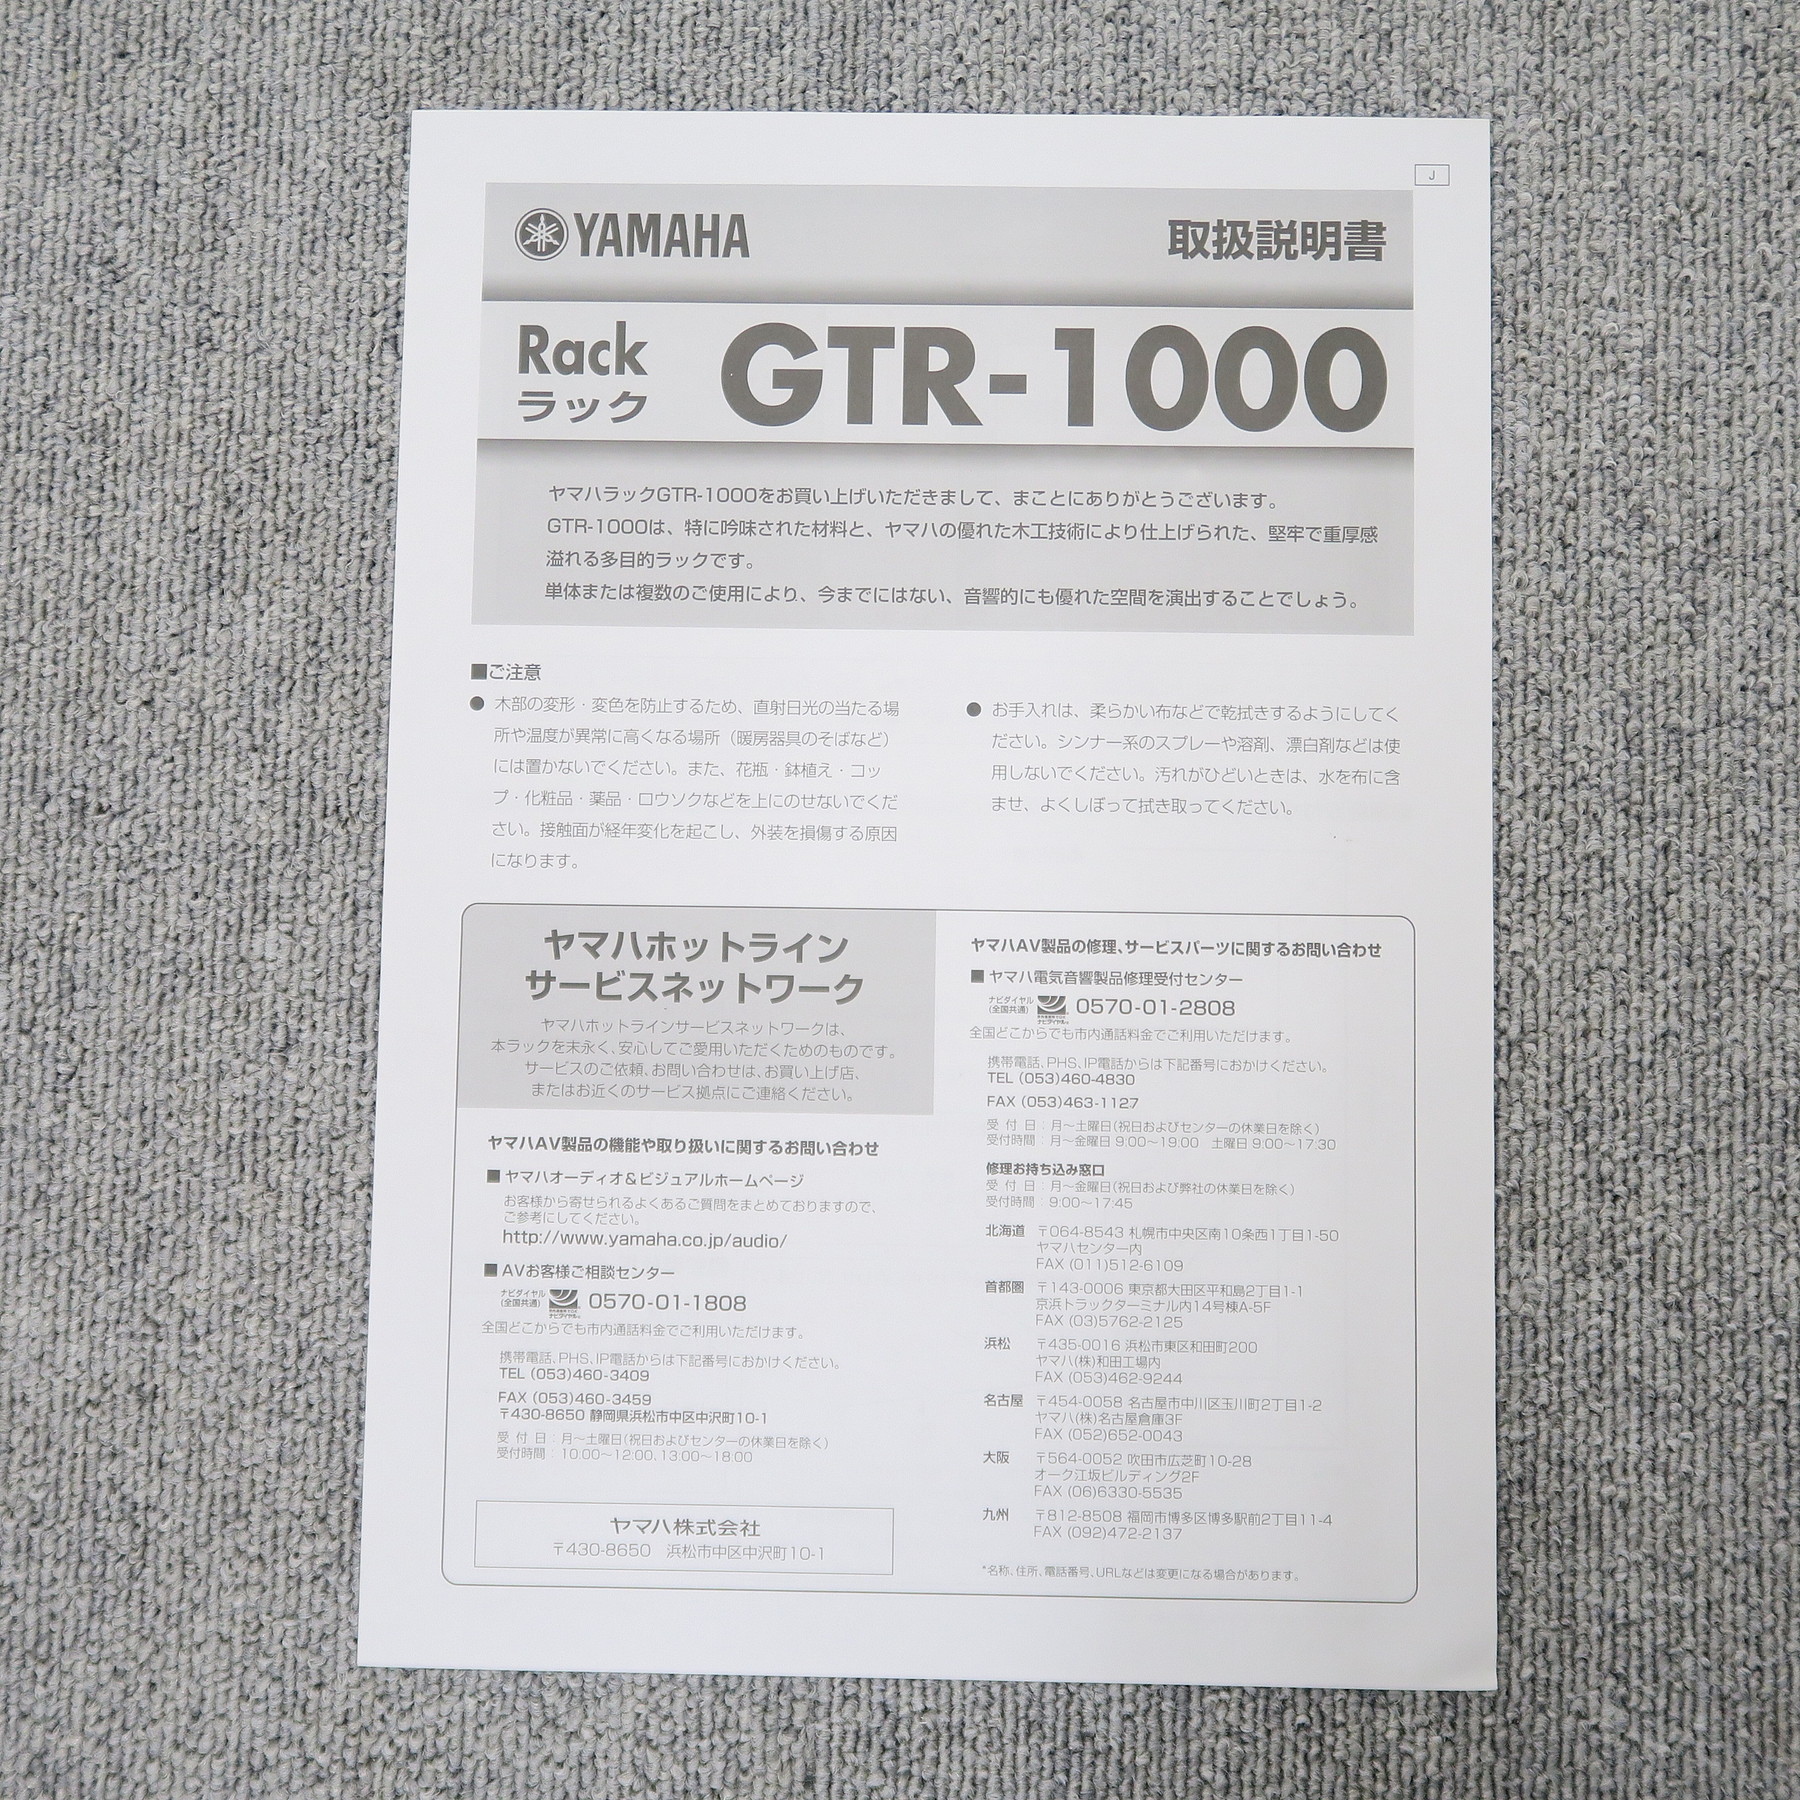 J
YAMAHA
取扱説明書
Rack
ラック
GTR-1000
ヤマハラックGTR-1000をお買い上げいただきまして、まことにありがとうございます。
GTR-1000は、特に吟味された材料と、ヤマハの優れた木工技術により仕上げられた、堅牢で重厚感
溢れる多目的ラックです。
単体または複数のご使用により、今までにはない、音響的にも優れた空間を演出することでしょう。
■ご注意
● 木部の変形・変色を防止するため、直射日光の当たる場
所や温度が異常に高くなる場所（暖房器具のそばなど）
には置かないでください。また、花瓶・鉢植え・コッ
プ・化粧品・薬品・ロウソクなどを上にのせないでくだ
さい。接触面が経年変化を起こし、外装を損傷する原因
になります。
● お手入れは、柔らかい布などで乾拭きするようにしてく
ださい。シンナー系のスプレーや溶剤、漂白剤などは使
用しないでください。汚れがひどいときは、水を布に含
ませ、よくしぼって拭き取ってください。
ヤマハホットライン
サービスネットワーク
ヤマハホットラインサービスネットワークは、
本ラックを末永く、安心してご愛用いただくためのものです。
サービスのご依頼、お問い合わせは、お買い上げ店、
またはお近くのサービス拠点にご連絡ください。
ヤマハAV製品の機能や取り扱いに関するお問い合わせ
■ ヤマハオーディオ＆ビジュアルホームページ
お客様から寄せられるよくあるご質問をまとめておりますので、
ご参考にしてください。
http://www.yamaha.co.jp/audio/
■ AVお客様ご相談センター
ナビダイヤル
(全国共通)
ナビダイヤル
0570-01-1808
全国どこからでも市内通話料金でご利用いただけます。
携帯電話、PHS、IP電話からは下記番号におかけください。
TEL (053)460-3409
FAX (053)460-3459
〒430-8650 静岡県浜松市中区中沢町10-1
受 付 日：月～土曜日(祝日およびセンターの休業日を除く)
受付時間：10:00～12:00、13:00～18:00
ヤマハ株式会社
〒430-8650 浜松市中区中沢町10-1
ヤマハAV製品の修理、サービスパーツに関するお問い合わせ
■ ヤマハ電気音響製品修理受付センター
ナビダイヤル
(全国共通)
ナビダイヤル
0570-01-2808
全国どこからでも市内通話料金でご利用いただけます。
携帯電話、PHS、IP電話からは下記番号におかけください。
TEL (053)460-4830
FAX (053)463-1127
受 付 日：月～土曜日(祝日およびセンターの休業日を除く)
受付時間：月～金曜日 9:00～19:00 土曜日 9:00～17:30
修理お持ち込み窓口
受 付 日：月～金曜日(祝日および弊社の休業日を除く)
受付時間：9:00～17:45
北海道 〒064-8543 札幌市中央区南10条西1丁目1-50
ヤマハセンター内
FAX (011)512-6109
首都圏 〒143-0006 東京都大田区平和島2丁目1-1
京浜トラックターミナル内14号棟A-5F
FAX (03)5762-2125
浜松 〒435-0016 浜松市東区和田町200
ヤマハ(株)和田工場内
FAX (053)462-9244
名古屋 〒454-0058 名古屋市中川区玉川町2丁目1-2
ヤマハ(株)名古屋倉庫3F
FAX (052)652-0043
大阪 〒564-0052 吹田市広芝町10-28
オーク江坂ビルディング2F
FAX (06)6330-5535
九州 〒812-8508 福岡市博多区博多駅前2丁目11-4
FAX (092)472-2137
*名称、住所、電話番号、URLなどは変更になる場合があります。